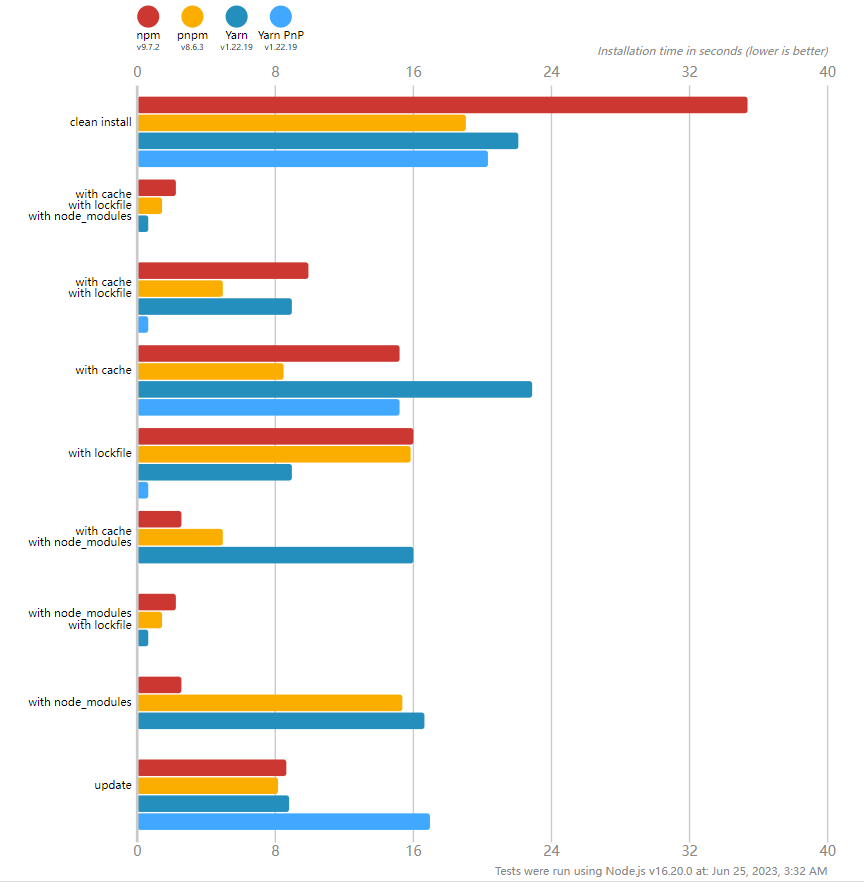 npm pnpm Yarn Yarn PnP
v9.7.2 v8.6.3 v1.22.19 v1.22.19
Installation time in seconds (lower is better)
0 8 16 24 32 40
clean install
with cache
with lockfile
with node_modules
with cache
with lockfile
with cache
with lockfile
with cache
with node_modules
with node_modules
with lockfile
with node_modules
update
0 8 16 24 32 40
Tests were run using Node.js v16.20.0 at: Jun 25, 2023, 3:32 AM